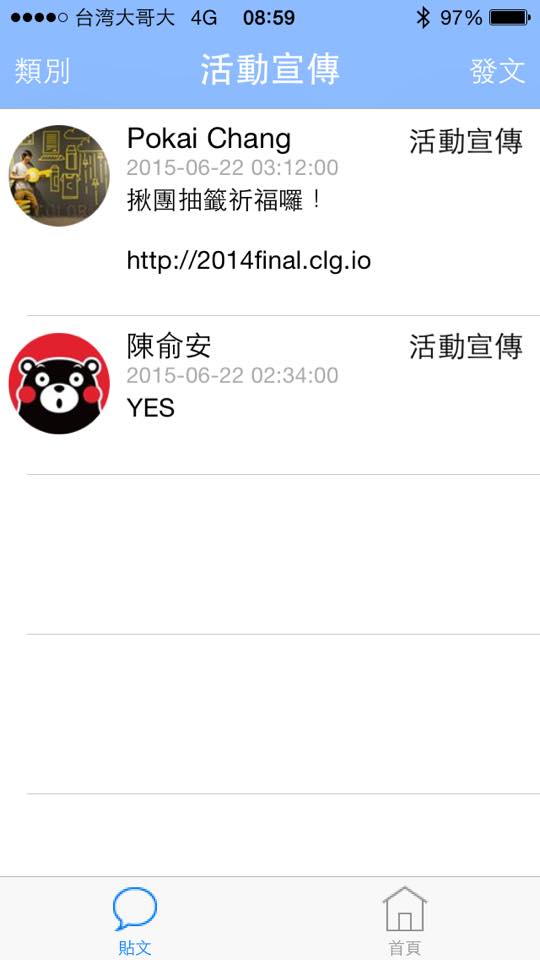 台湾大哥大 4G 08:59 97%
類別 活動宣傳 發文
Pokai Chang 活動宣傳
2015-06-22 03:12:00
揪團抽籤祈福囉！
http://2014final.clg.io
陳俞安 活動宣傳
2015-06-22 02:34:00
YES
貼文 首頁